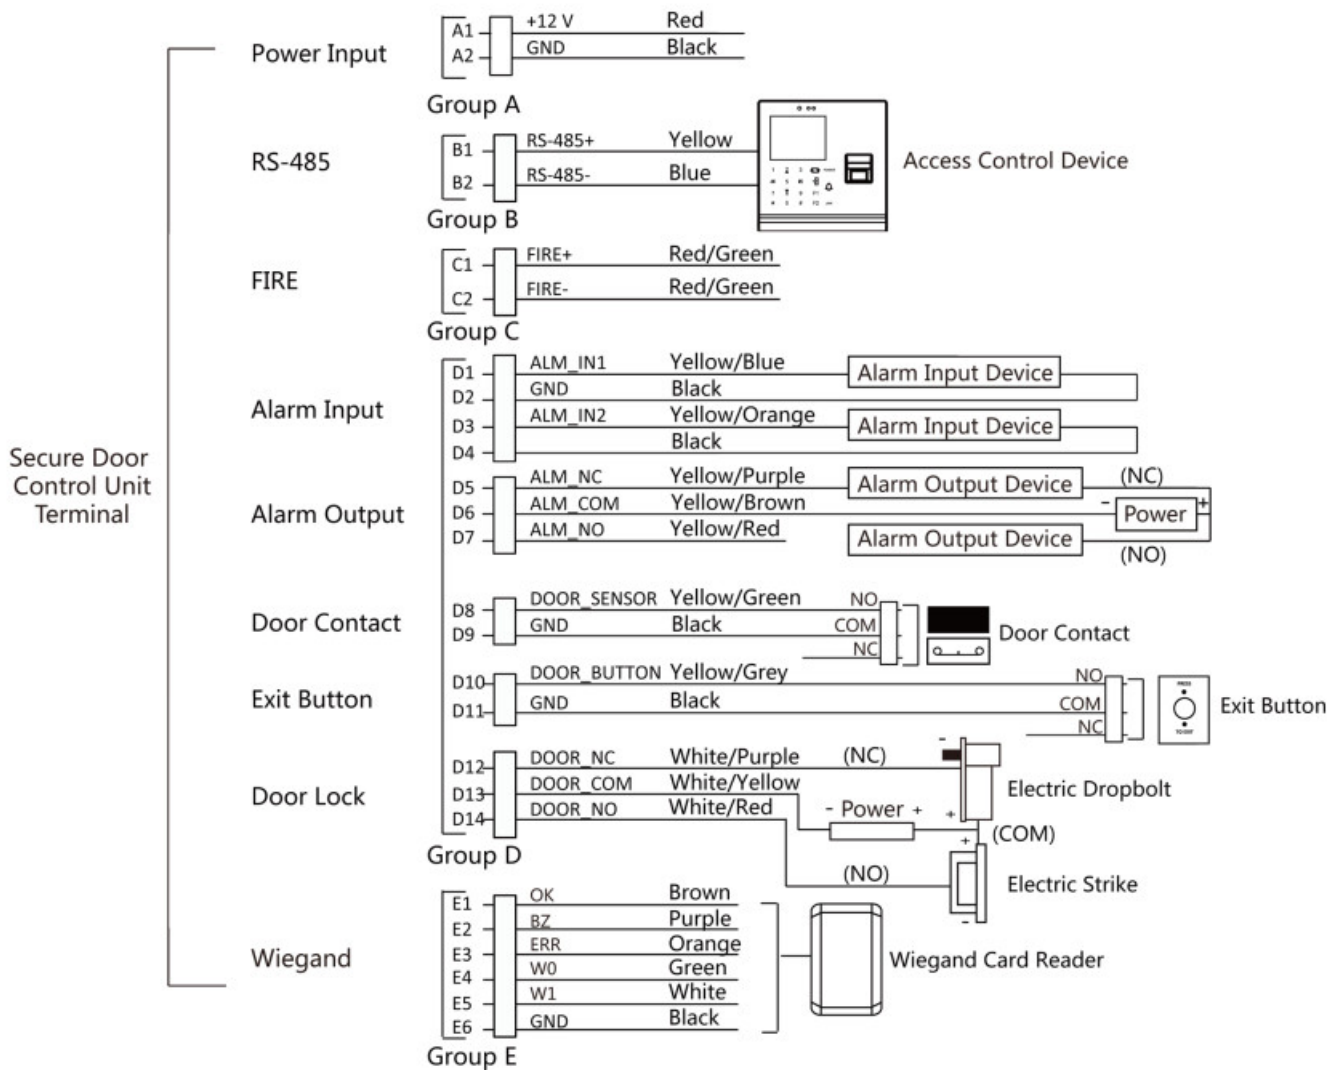 Secure Door
Control Unit
Terminal
Power Input
A1 +12 V Red
A2 GND Black
Group A
RS-485
B1 RS-485+ Yellow
B2 RS-485- Blue
Access Control Device
Group B
FIRE
C1 FIRE+ Red/Green
C2 FIRE- Red/Green
Group C
Alarm Input
D1 ALM_IN1 Yellow/Blue Alarm Input Device
D2 GND Black
D3 ALM_IN2 Yellow/Orange Alarm Input Device
D4 Black
Alarm Output
D5 ALM_NC Yellow/Purple Alarm Output Device (NC)
D6 ALM_COM Yellow/Brown - Power +
D7 ALM_NO Yellow/Red Alarm Output Device (NO)
Door Contact
D8 DOOR_SENSOR Yellow/Green NO
D9 GND Black COM
NC
Door Contact
Exit Button
D10 DOOR_BUTTON Yellow/Grey NO
D11 GND Black COM
NC
Exit Button
Door Lock
D12 DOOR_NC White/Purple (NC) -
D13 DOOR_COM White/Yellow
D14 DOOR_NO White/Red
- Power + +
Electric Dropbolt
(COM)
+
(NO)
Electric Strike
-
Group D
Wiegand
E1 OK Brown
E2 BZ Purple
E3 ERR Orange
E4 W0 Green
E5 W1 White
E6 GND Black
Wiegand Card Reader
Group E